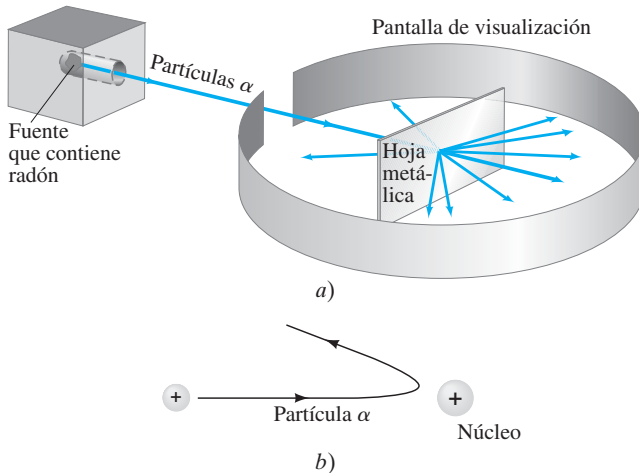 Pantalla de visualización
Partículas α
Fuente
que contiene
radón
Hoja
metá-
lica
a)
+
Partícula α
+
Núcleo
b)